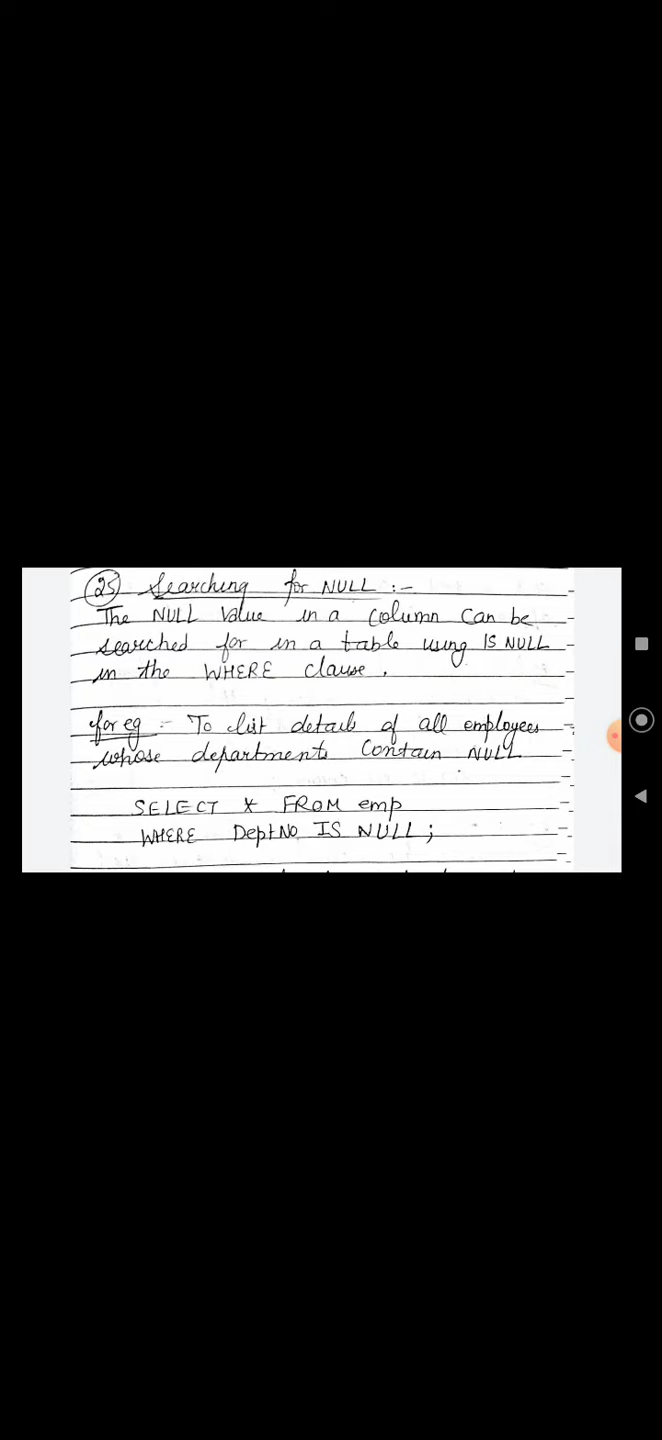 (25) Searching for NULL :-
The NULL Value in a column can be
searched for in a table using IS NULL
in the WHERE clause.
for eg :- To list details of all employees
whose departments contain NULL
SELECT * FROM emp
WHERE DeptNo IS NULL;